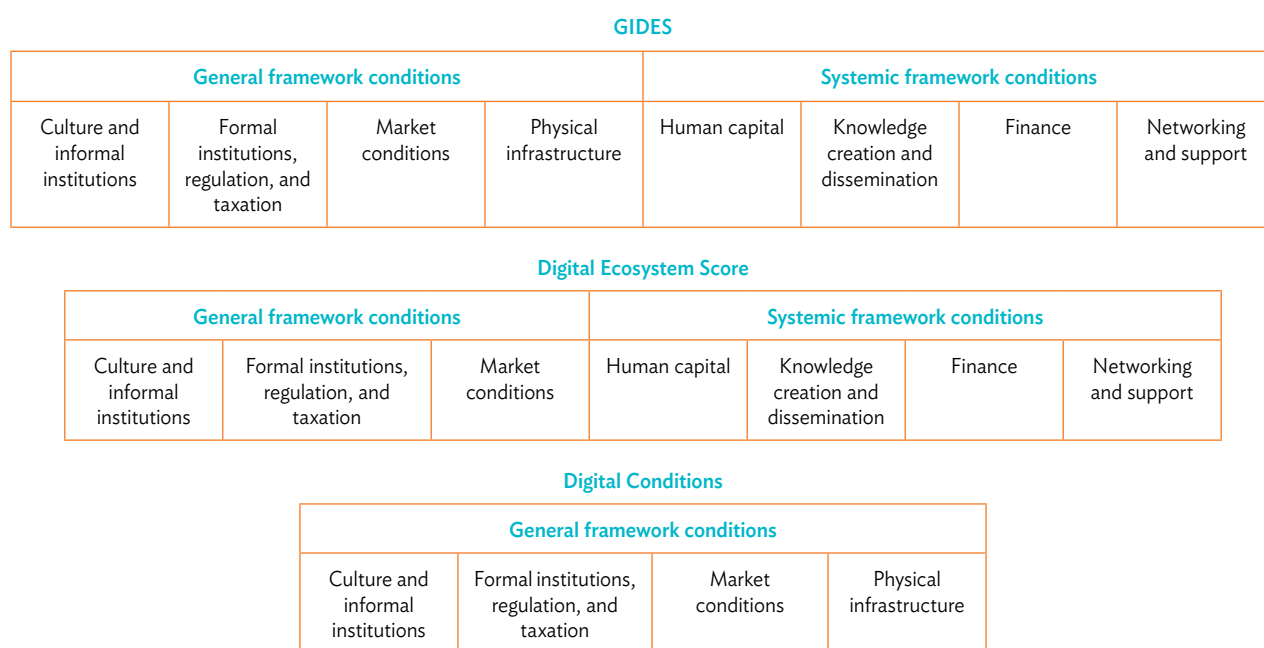 GIDES
General framework conditions
Systemic framework conditions
Culture and
informal
institutions
Formal
institutions,
regulation, and
taxation
Market
conditions
Physical
infrastructure
Human capital
Knowledge
creation and
dissemination
Finance
Networking
and support
Digital Ecosystem Score
General framework conditions
Systemic framework conditions
Culture and
informal
institutions
Formal institutions,
regulation, and
taxation
Market
conditions
Human capital
Knowledge
creation and
dissemination
Finance
Networking
and support
Digital Conditions
General framework conditions
Culture and
informal
institutions
Formal institutions,
regulation, and
taxation
Market
conditions
Physical
infrastructure